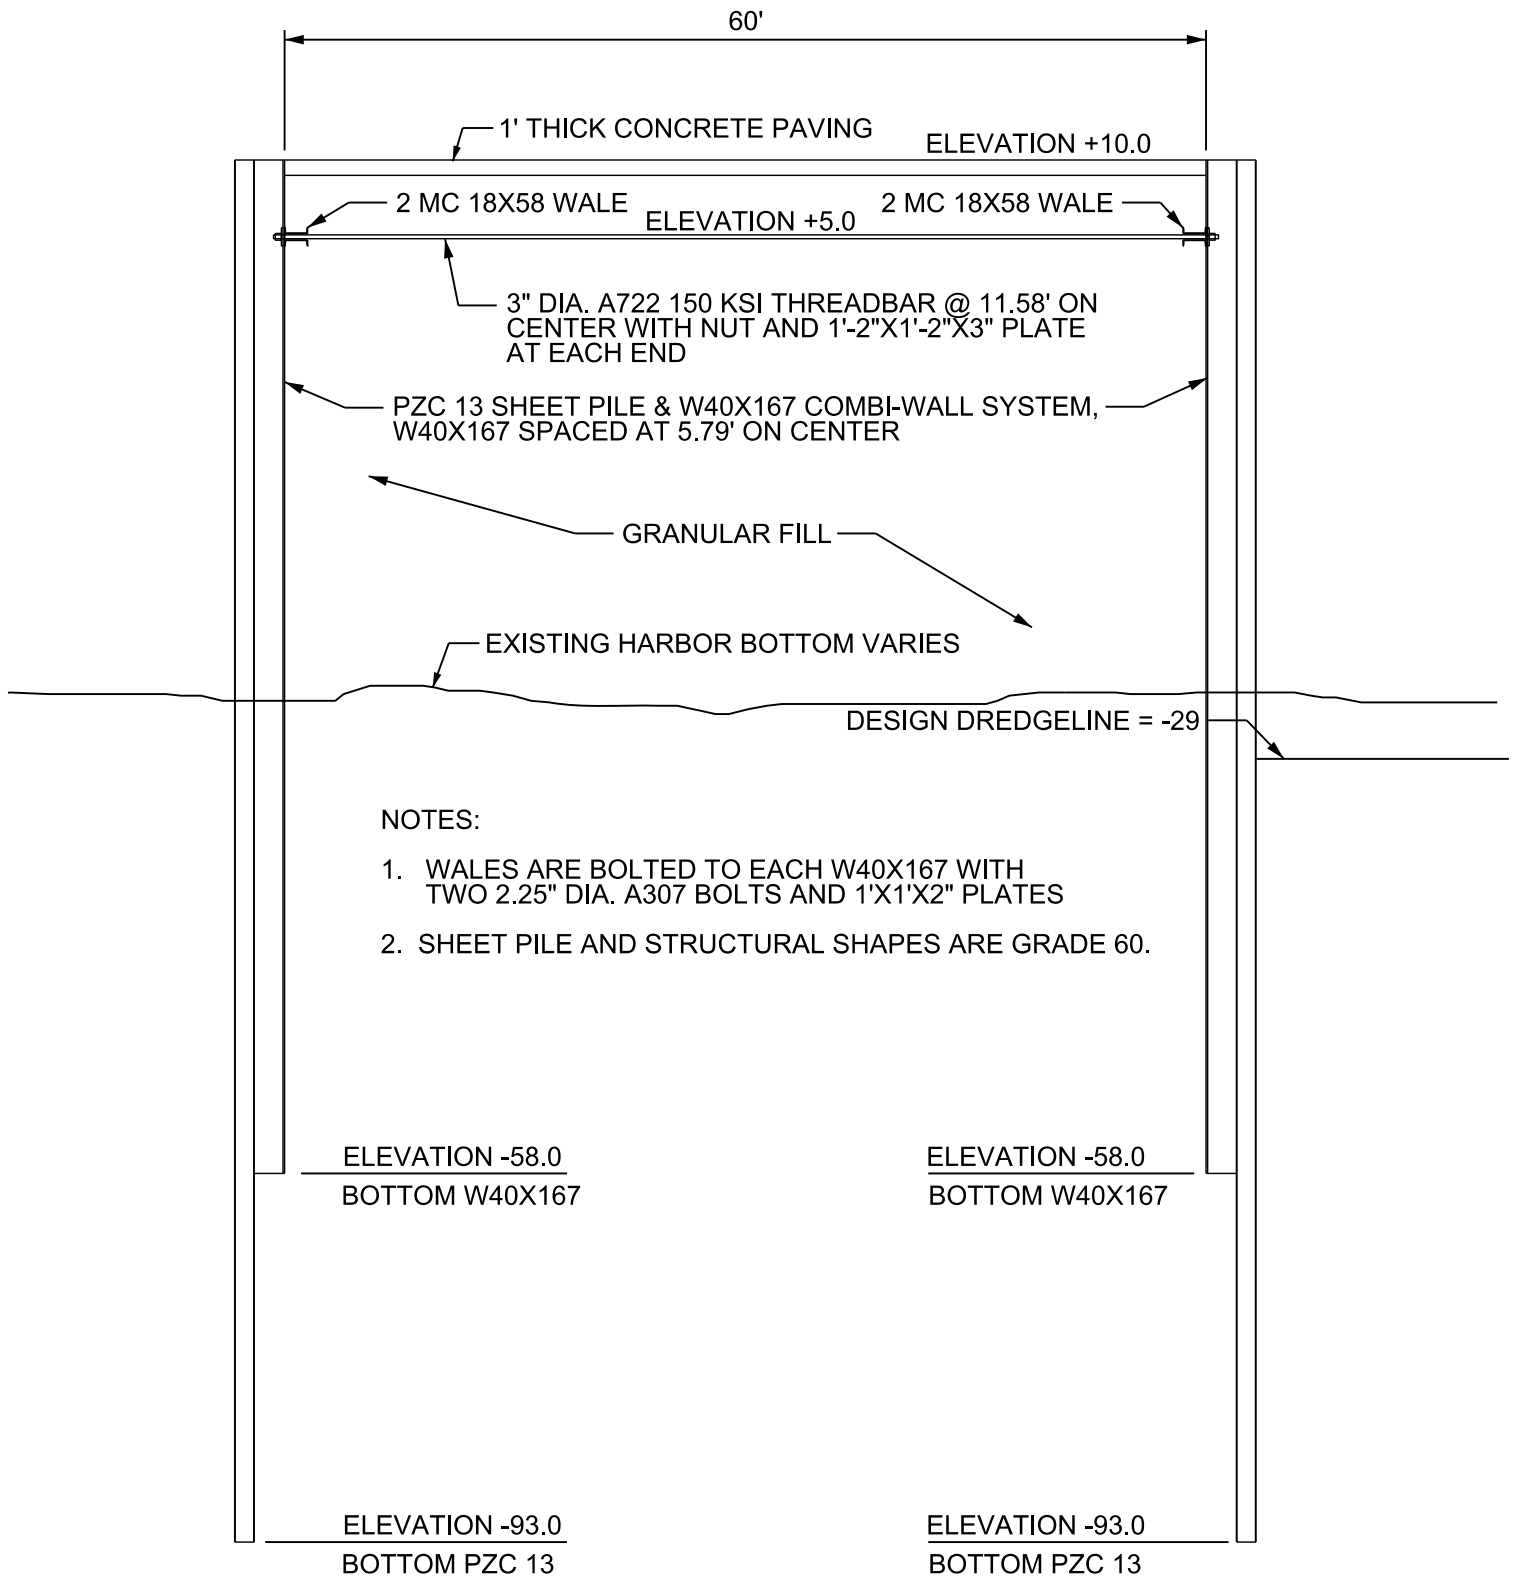 60'
1' THICK CONCRETE PAVING
ELEVATION +10.0
2 MC 18X58 WALE
ELEVATION +5.0
2 MC 18X58 WALE
3" DIA. A722 150 KSI THREADBAR @ 11.58' ON
CENTER WITH NUT AND 1'-2"X1'-2"X3" PLATE
AT EACH END
PZC 13 SHEET PILE & W40X167 COMBI-WALL SYSTEM,
W40X167 SPACED AT 5.79' ON CENTER
GRANULAR FILL
EXISTING HARBOR BOTTOM VARIES
DESIGN DREDGELINE = -29
NOTES:
1. WALES ARE BOLTED TO EACH W40X167 WITH
TWO 2.25" DIA. A307 BOLTS AND 1'X1'X2" PLATES
2. SHEET PILE AND STRUCTURAL SHAPES ARE GRADE 60.
ELEVATION -58.0
BOTTOM W40X167
ELEVATION -58.0
BOTTOM W40X167
ELEVATION -93.0
BOTTOM PZC 13
ELEVATION -93.0
BOTTOM PZC 13